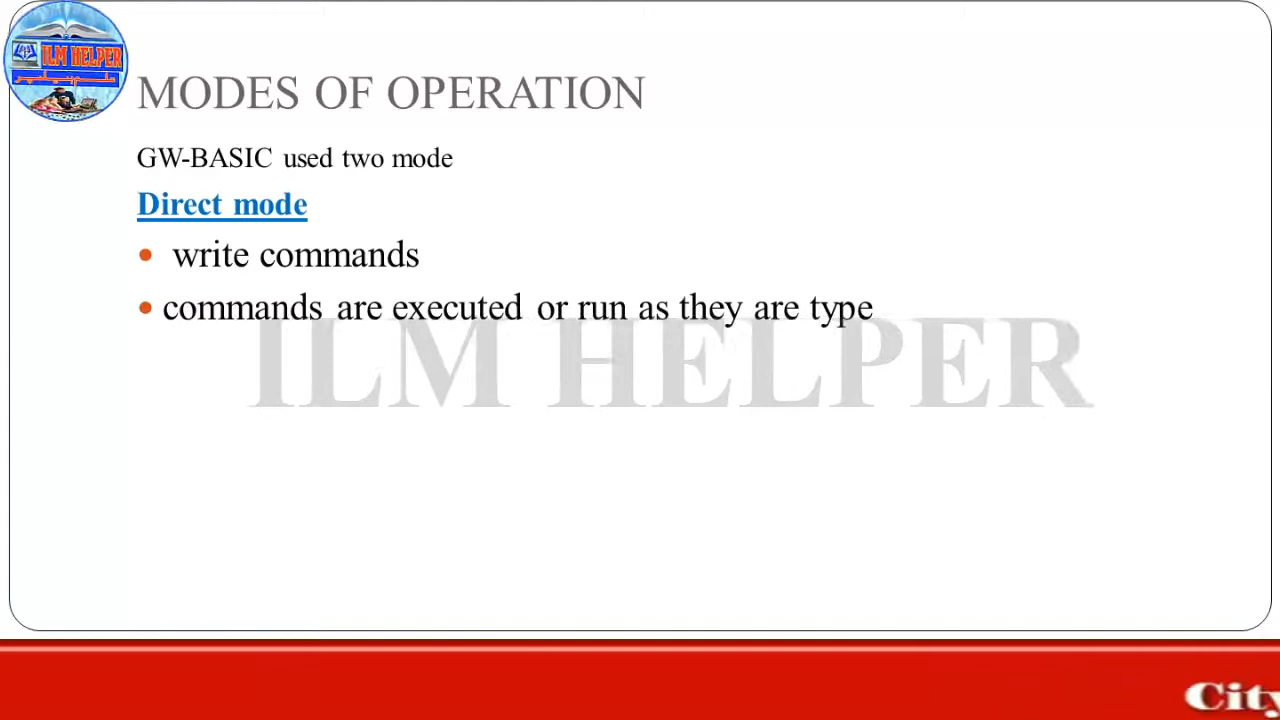 ILM HELPER
MODES OF OPERATION
GW-BASIC used two mode
Direct mode
• write commands
• commands are executed or run as they are type
ILM HELPER
City